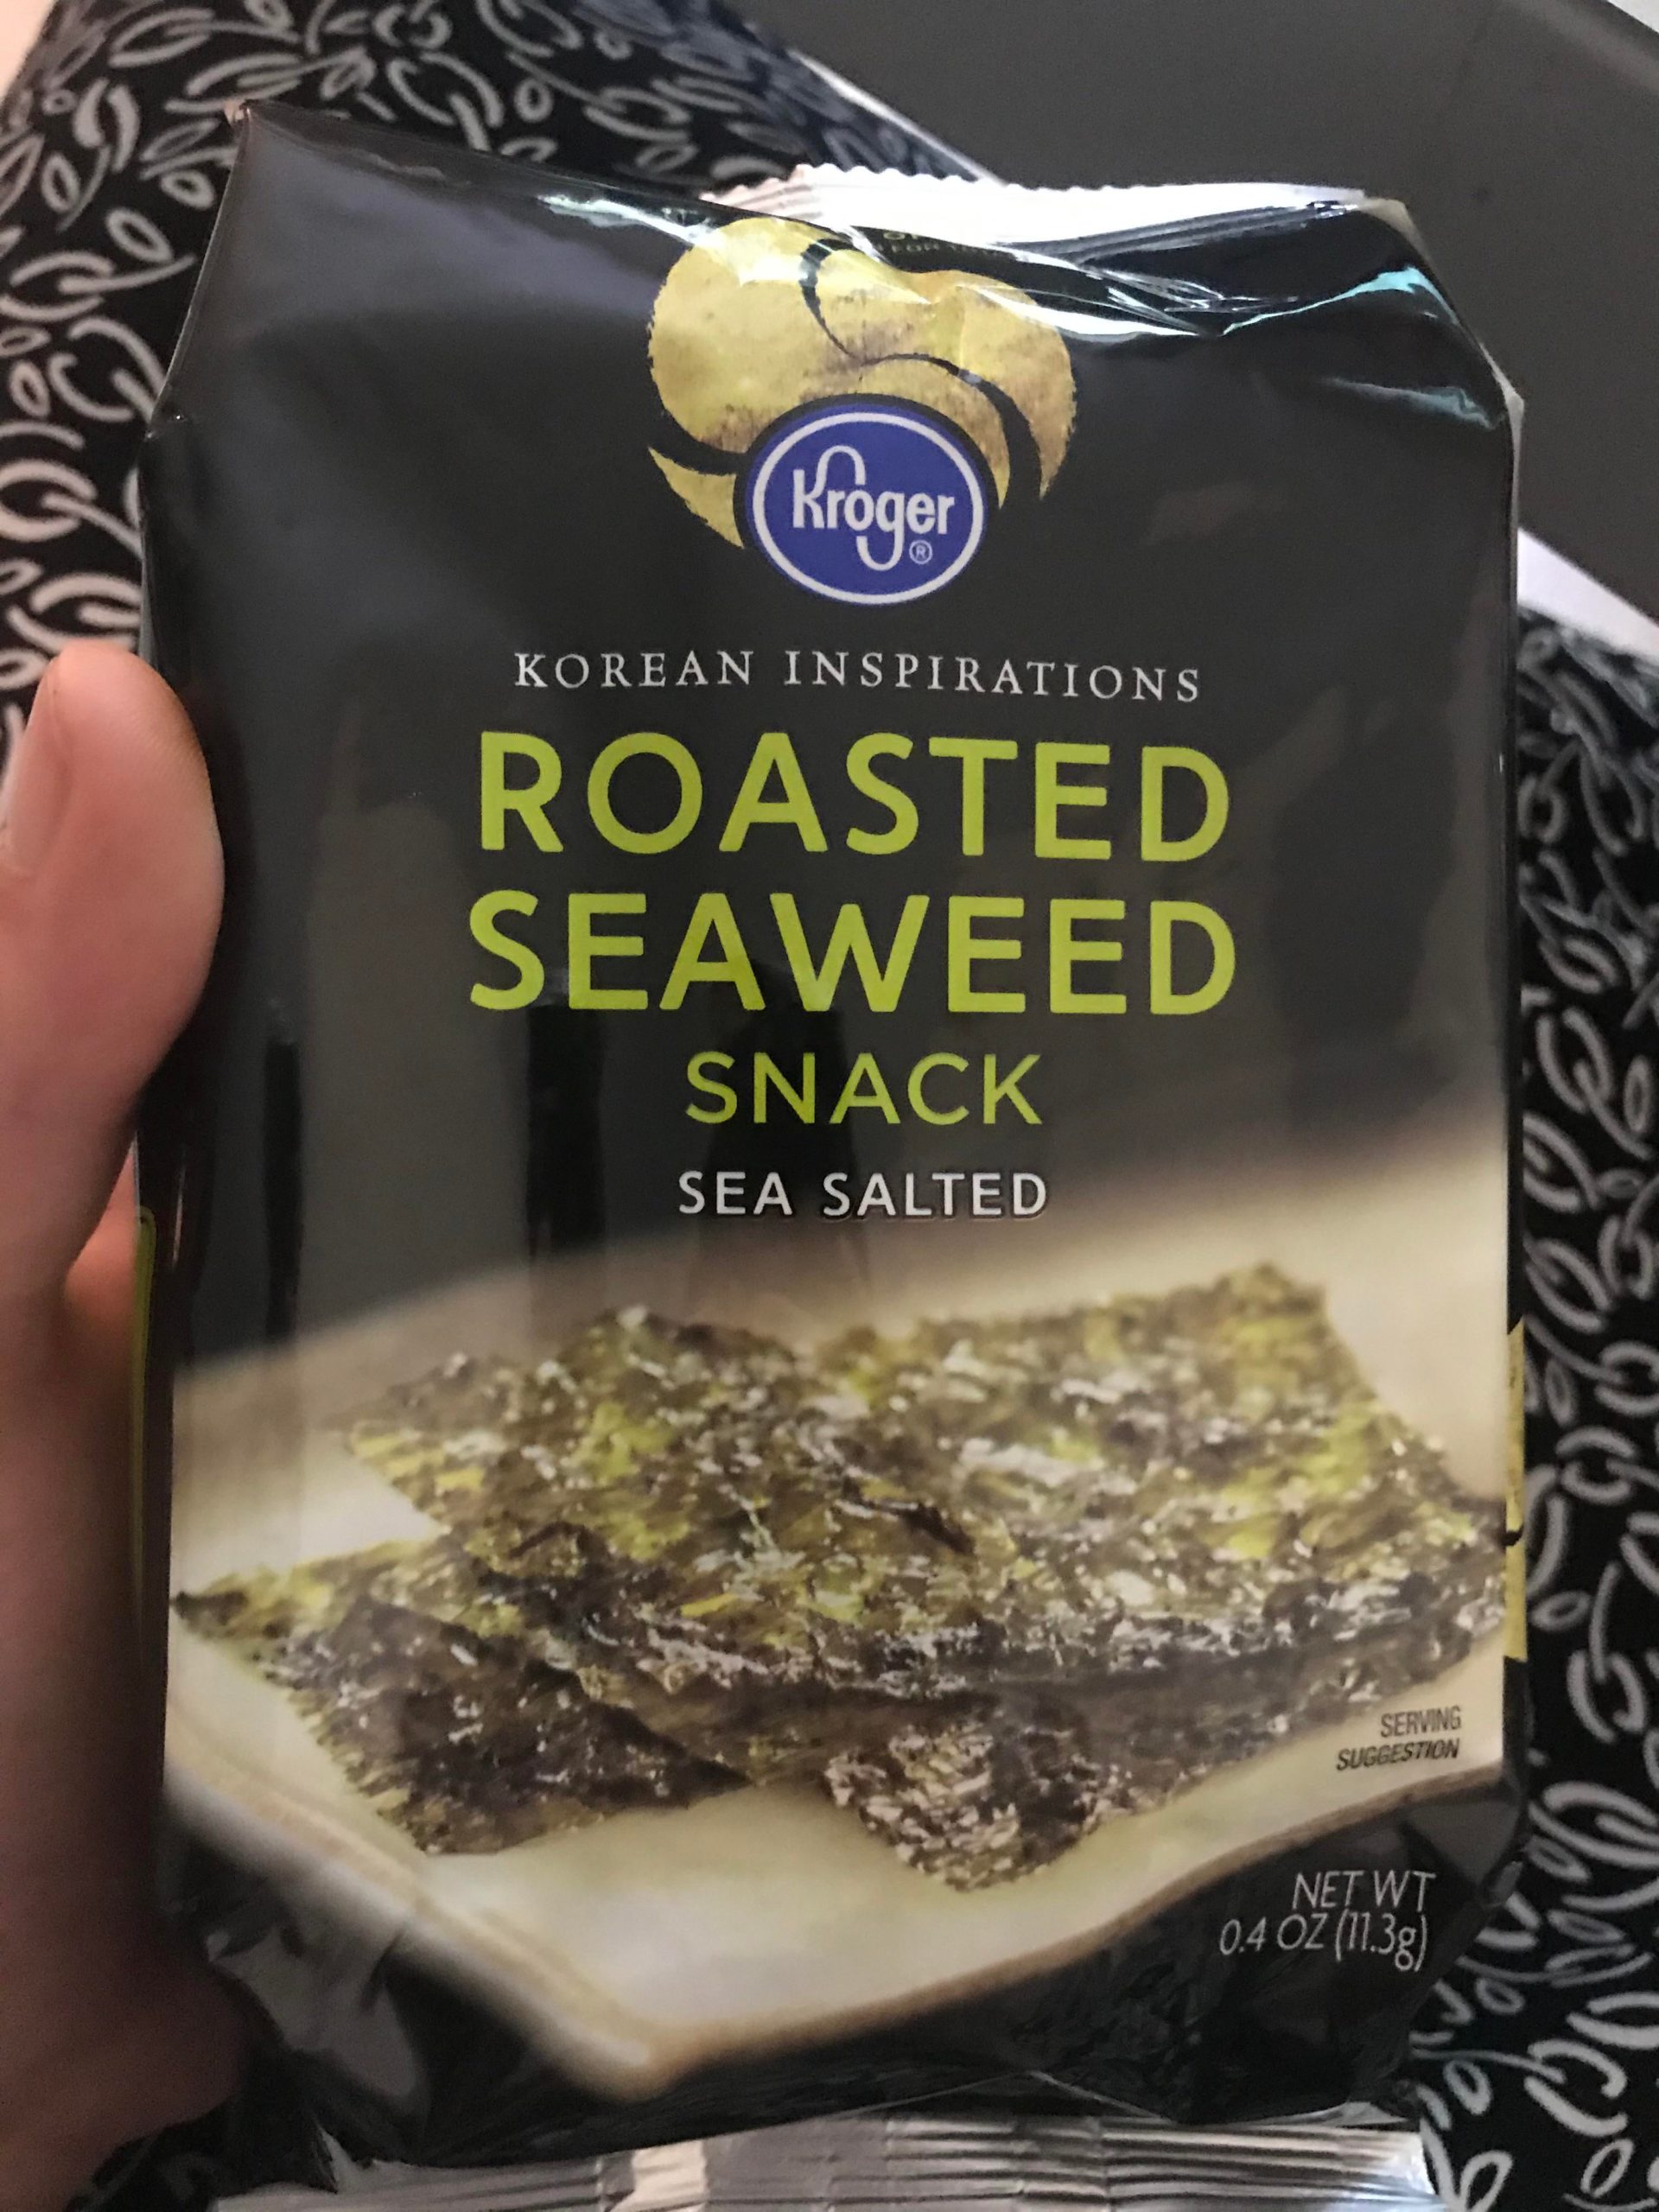 Kroger
®
KOREAN INSPIRATIONS
ROASTED
SEAWEED
SNACK
SEA SALTED
SERVING
SUGGESTION
NET WT
0.4 OZ (11.3g)